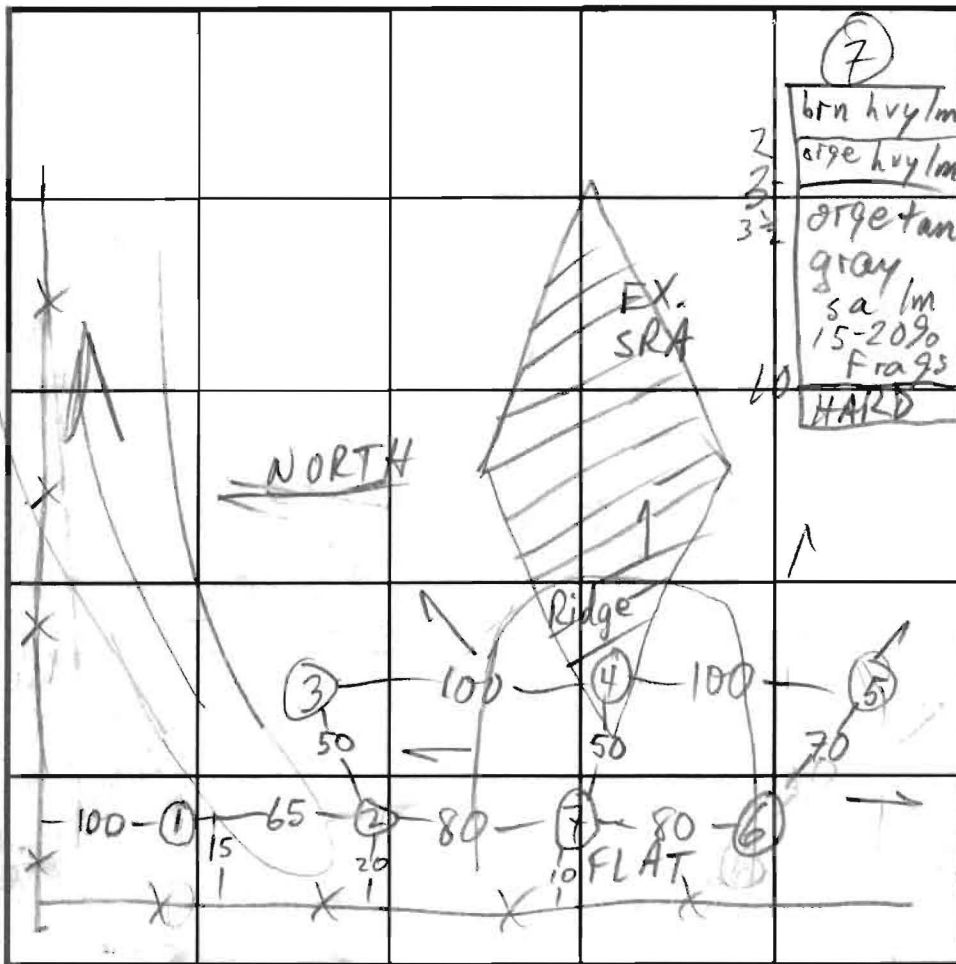 7
brn hvy lm
2
orge hvy lm
3
3½
orge tan
gray
sa lm
15-20%
Frags
10
HARD
EX.
SRA
NORTH
Ridge
3 100 4 100 5
50 50 70
100 1 65 2 80 7 80 6
15 20 10 FLAT